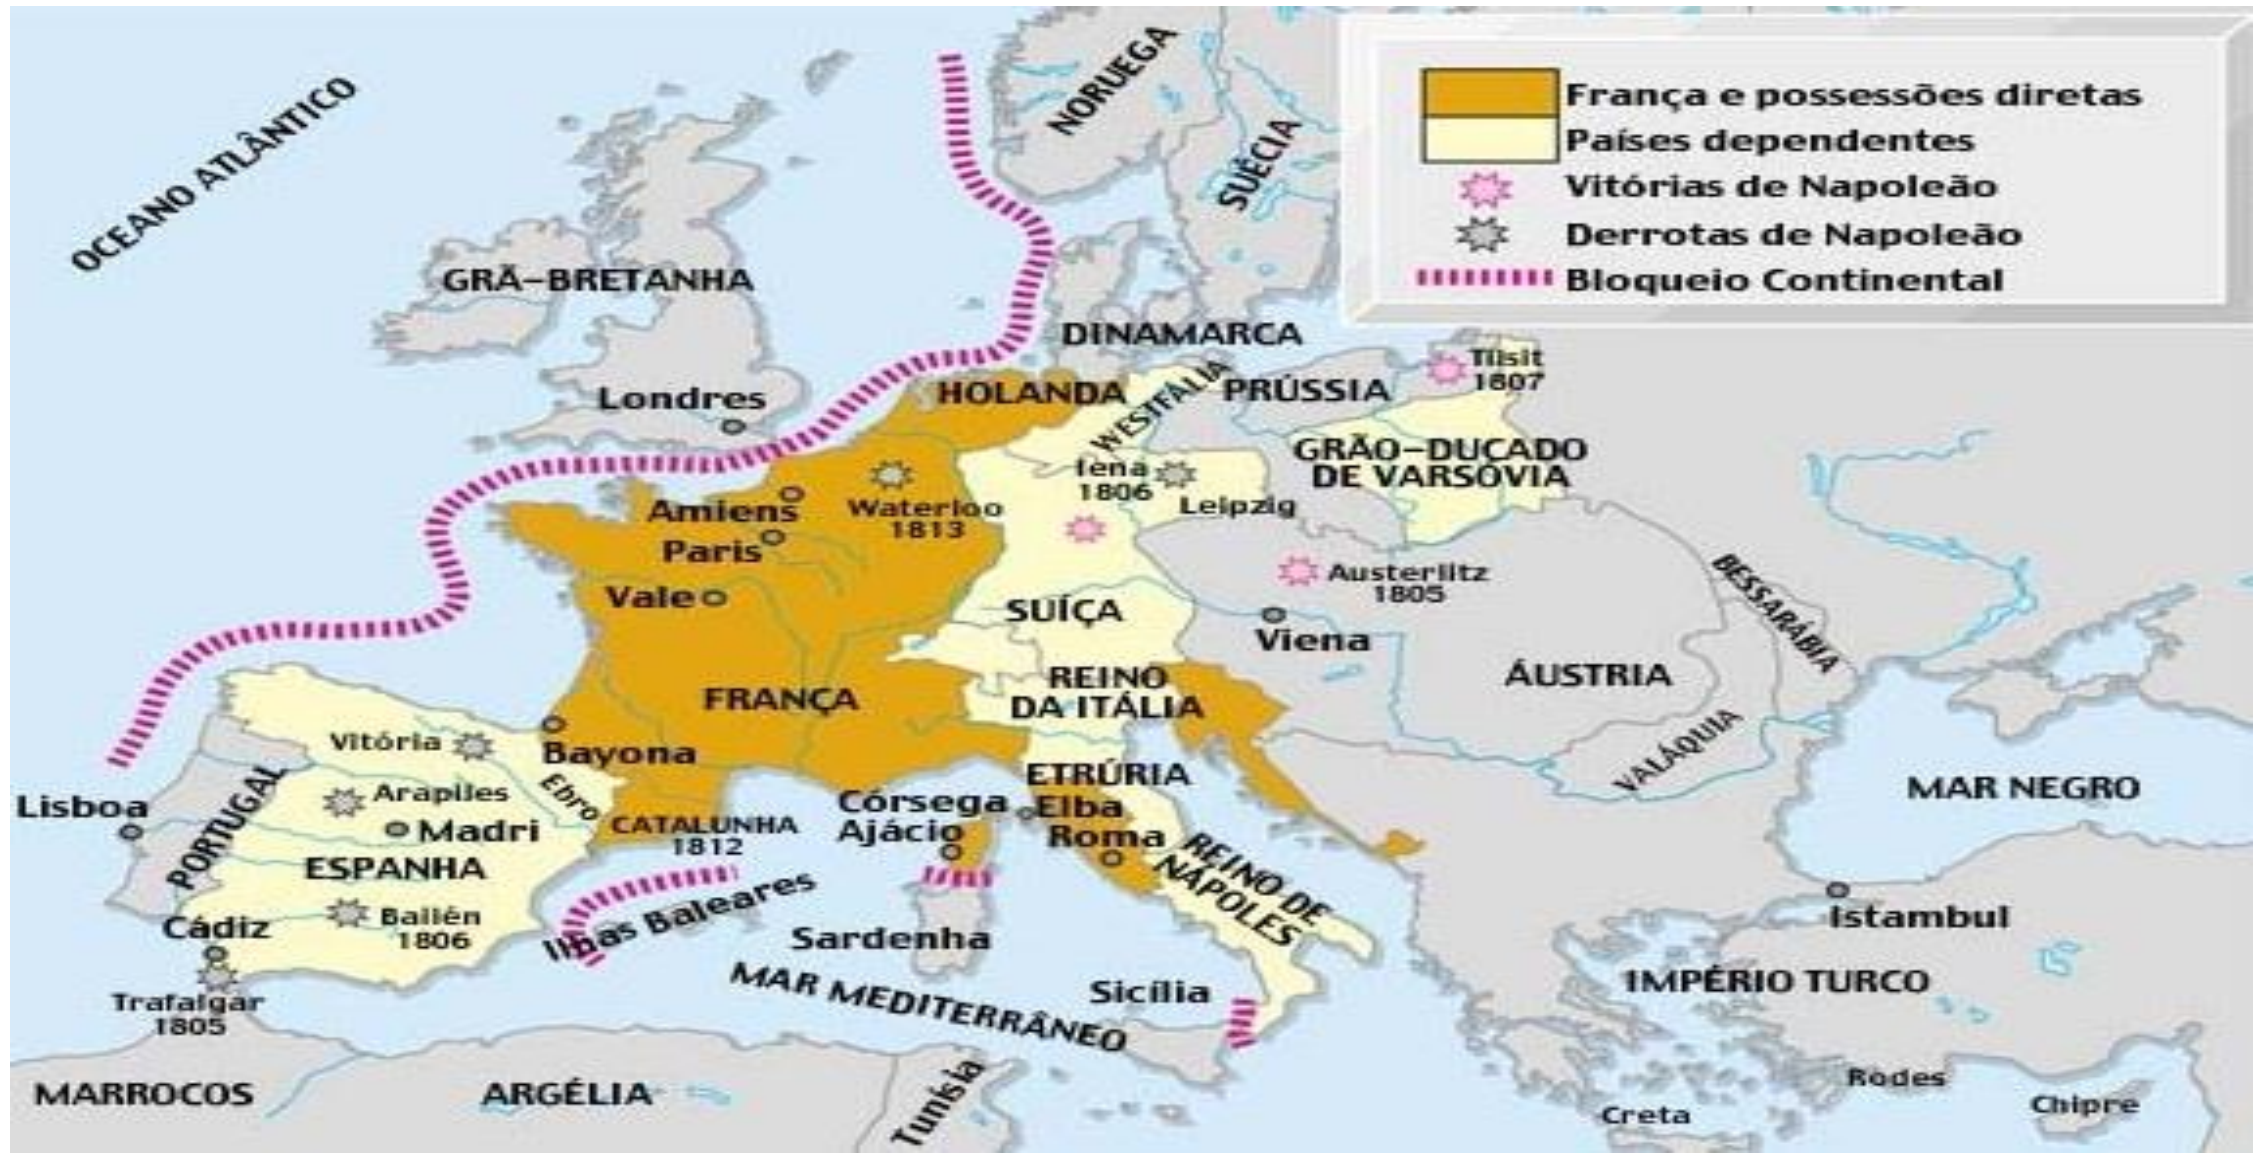 OCEANO ATLÂNTICO
NORUEGA
SUÉCIA
França e possessões diretas
Países dependentes
Vitórias de Napoleão
Derrotas de Napoleão
Bloqueio Continental
GRÃ-BRETANHA
Londres
DINAMARCA
HOLANDA
WESTFÁLIA
PRÚSSIA
Tilsit
1807
GRÃO-DUCADO
DE VARSÓVIA
Iena
1806
Leipzig
Amiens
Waterloo
1813
Paris
Vale
Austerlitz
1805
Viena
SUÍÇA
BESSARÁBIA
ÁUSTRIA
FRANÇA
REINO
DA ITÁLIA
VALÁQUIA
Vitória
Bayona
Ebro
ETRÚRIA
MAR NEGRO
Lisboa
PORTUGAL
Arapiles
Madri
CATALUNHA
1812
Córsega
Ajácio
Elba
Roma
REINO DE
NÁPOLES
ESPANHA
Cádiz
Bailén
1806
Ilhas Baleares
Sardenha
Istambul
Trafalgar
1805
MAR MEDITERRÂNEO
Sicília
IMPÉRIO TURCO
MARROCOS
ARGÉLIA
Tunísia
Rodes
Creta
Chipre